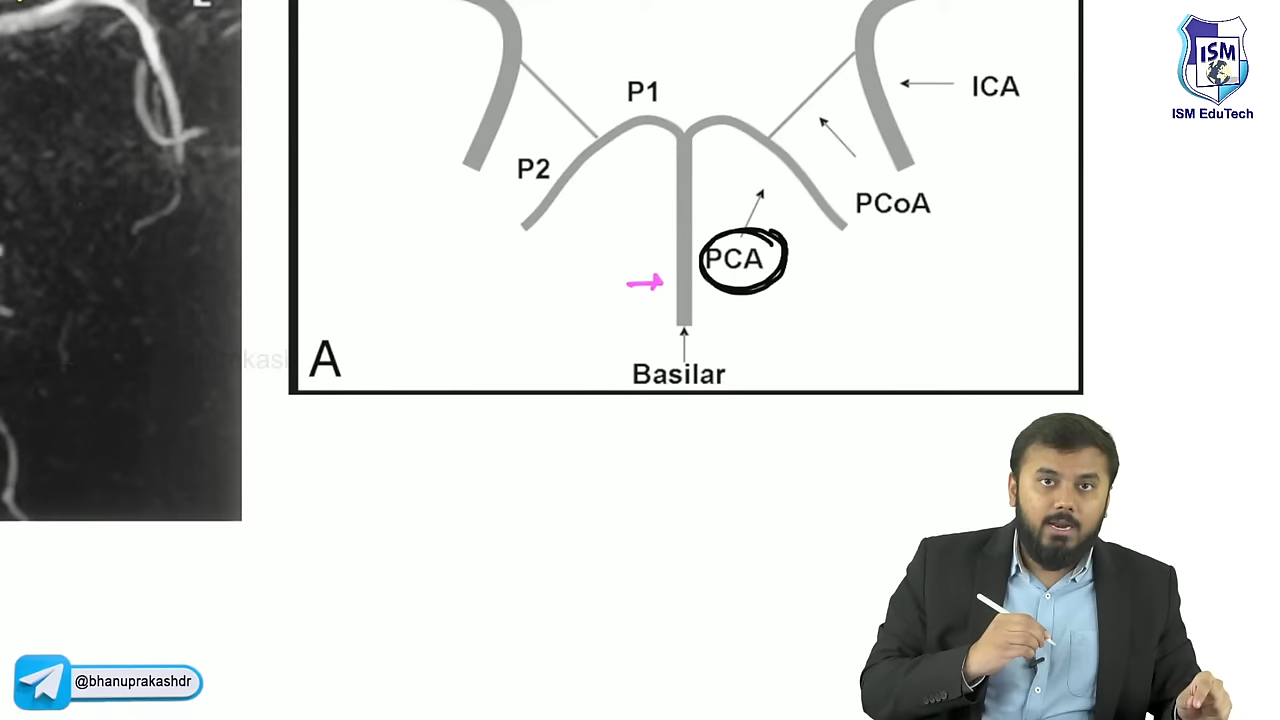 ISM
ISM EduTech
P1
ICA
P2
PCoA
PCA
A
Basilar
@bhanuprakashdr